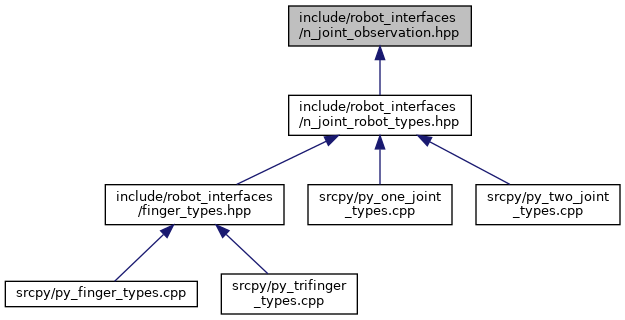 include/robot_interfaces
/n_joint_observation.hpp
include/robot_interfaces
/n_joint_robot_types.hpp
include/robot_interfaces
/finger_types.hpp
srcpy/py_one_joint
_types.cpp
srcpy/py_two_joint
_types.cpp
srcpy/py_finger_types.cpp
srcpy/py_trifinger
_types.cpp